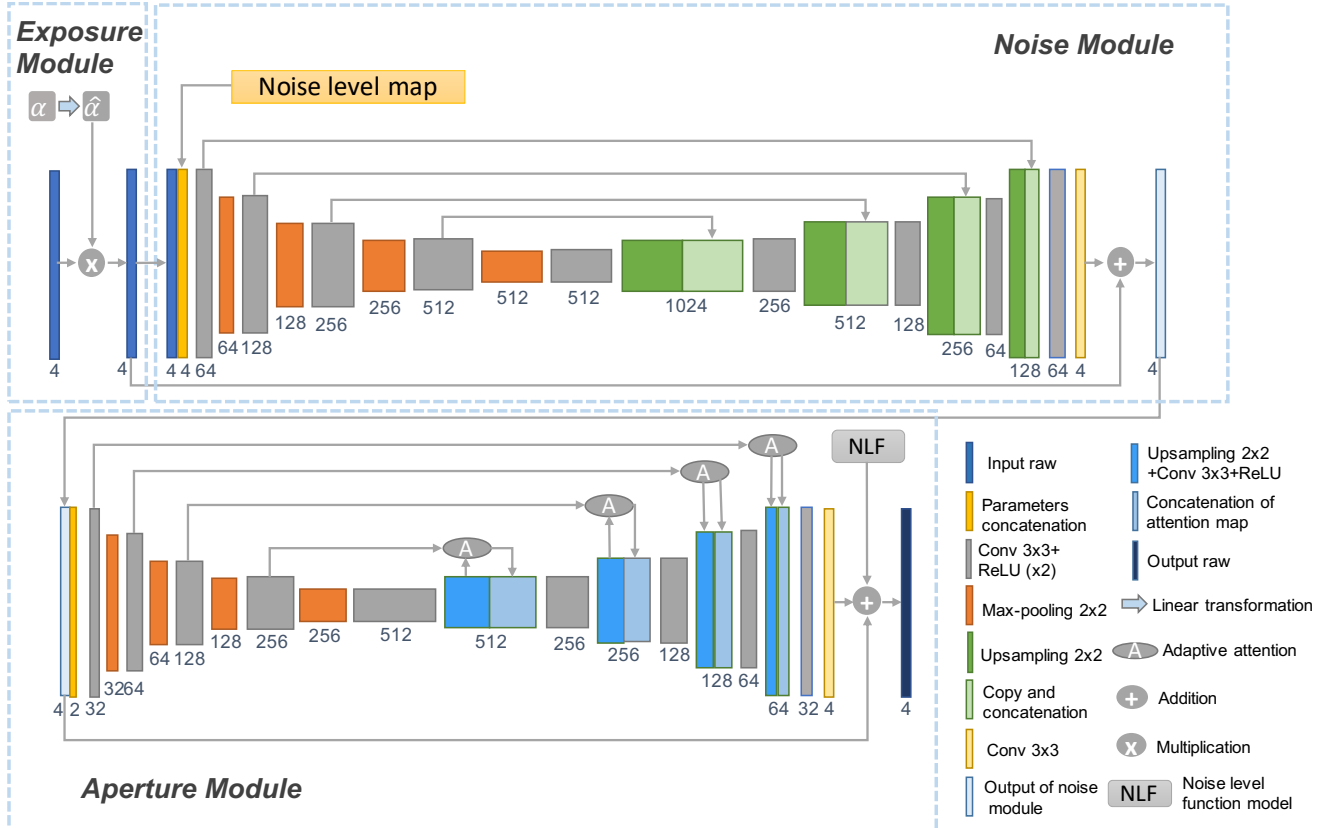 Exposure
Module
Noise Module
Noise level map
α
α̂
x
+
4
4
4 4 64
64 128
128
256
256
512
512
512
1024
256
512
128
256
64
128 64 4
4
A
A
A
A
NLF
+
4 2 32
32 64
64 128
128
256
256
512
512
256
256
128
128
64
64
32 4
4
Aperture Module
Input raw
Parameters
concatenation
Conv 3x3+
ReLU (x2)
Max-pooling 2x2
Upsampling 2x2
Copy and
concatenation
Conv 3x3
Output of noise
module
Upsampling 2x2
+Conv 3x3+ReLU
Concatenation of
attention map
Output raw
Linear transformation
A Adaptive attention
+ Addition
x Multiplication
NLF Noise level
function model